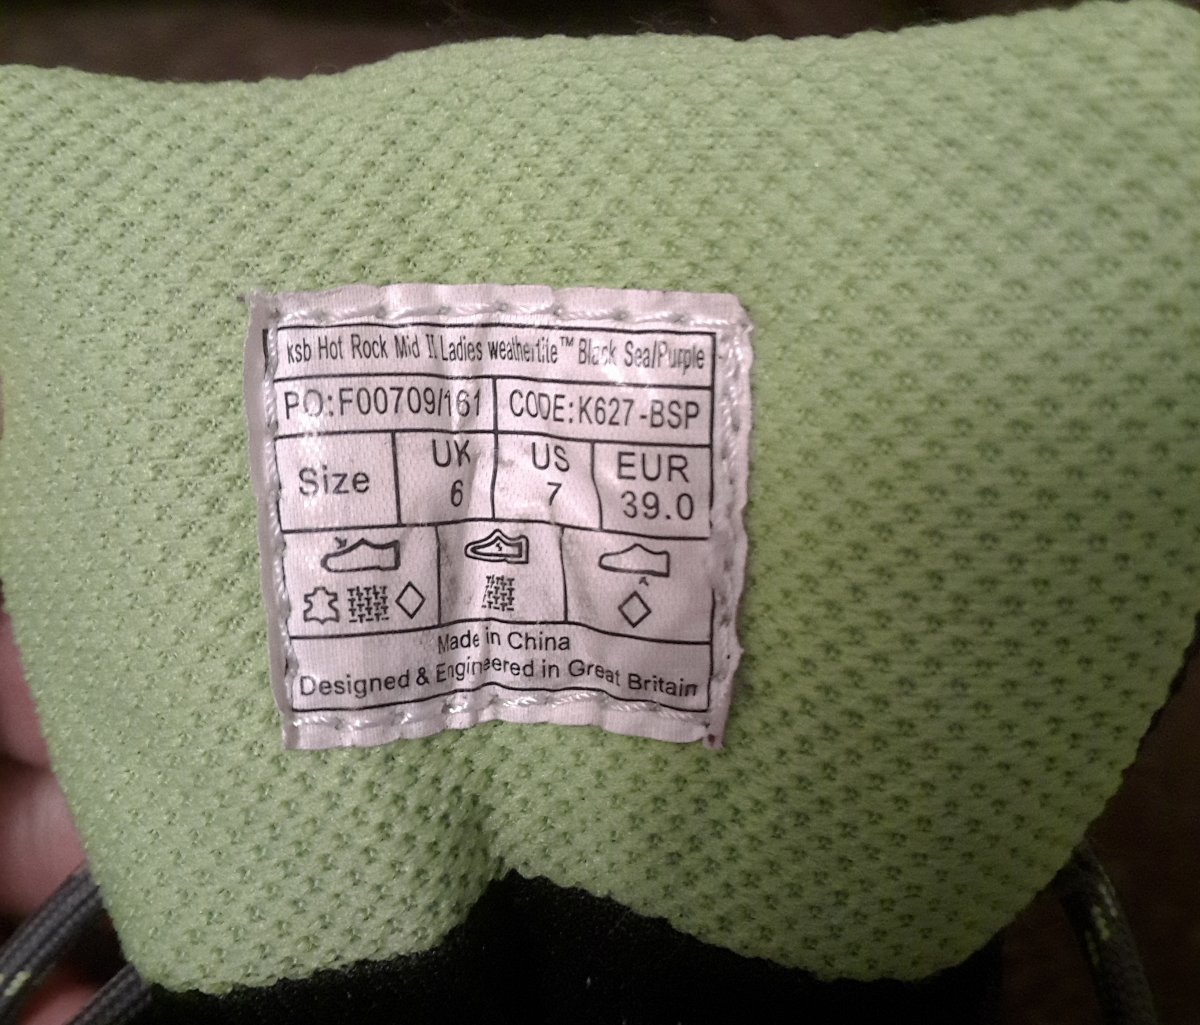 ksb Hot Rock Mid II Ladies weathertite™ Black Seal/Purple
PO:F00709/161 CODE:K627-BSP
Size UK 6 US 7 EUR 39.0
Made in China
Designed & Engineered in Great Britain